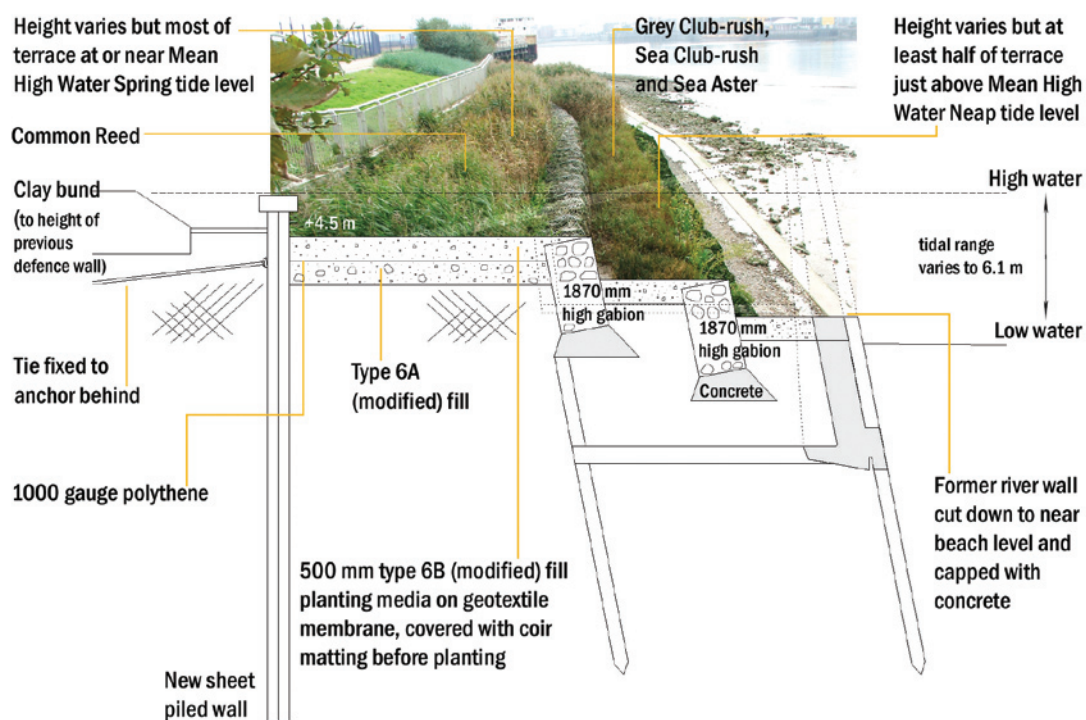 Height varies but most of
terrace at or near Mean
High Water Spring tide level
Grey Club-rush,
Sea Club-rush
and Sea Aster
Height varies but at
least half of terrace
just above Mean High
Water Neap tide level
Common Reed
Clay bund
(to height of
previous
defence wall)
+4.5 m
High water
tidal range
varies to 6.1 m
Low water
1870 mm
high gabion
1870 mm
high gabion
Concrete
Tie fixed to
anchor behind
Type 6A
(modified) fill
1000 gauge polythene
Former river wall
cut down to near
beach level and
capped with
concrete
500 mm type 6B (modified) fill
planting media on geotextile
membrane, covered with coir
matting before planting
New sheet
piled wall